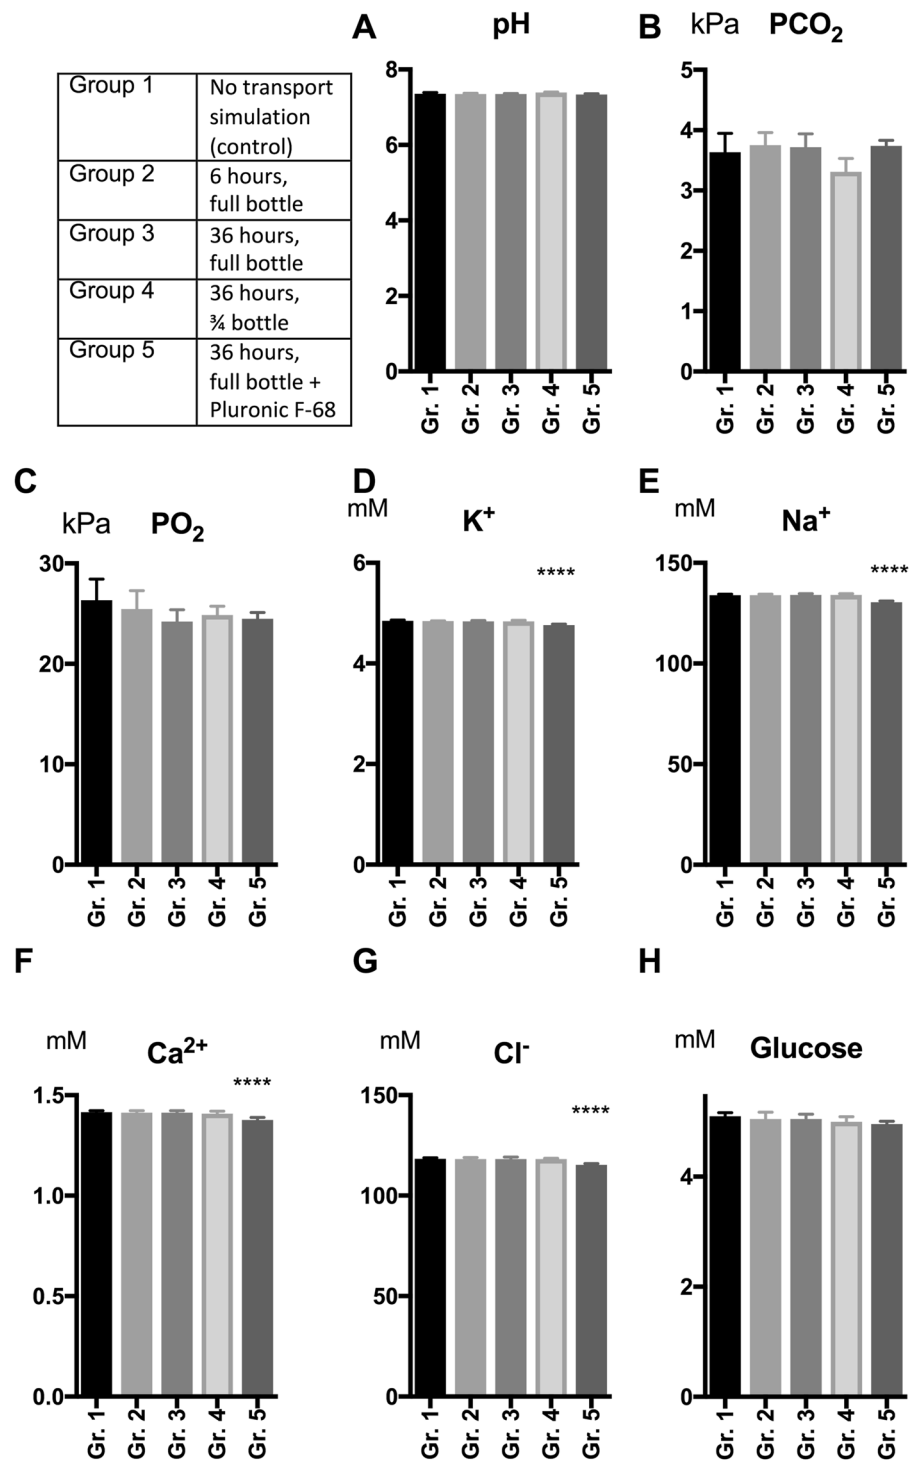 Group 1
No transport
simulation
(control)
Group 2
6 hours,
full bottle
Group 3
36 hours,
full bottle
Group 4
36 hours,
¾ bottle
Group 5
36 hours,
full bottle +
Pluronic F-68
A
pH
8
6
4
2
0
Gr. 1
Gr. 2
Gr. 3
Gr. 4
Gr. 5
B
kPa
PCO₂
5
4
3
2
1
0
Gr. 1
Gr. 2
Gr. 3
Gr. 4
Gr. 5
C
kPa
PO₂
30
20
10
0
Gr. 1
Gr. 2
Gr. 3
Gr. 4
Gr. 5
D
mM
K⁺
6
4
2
0
****
Gr. 1
Gr. 2
Gr. 3
Gr. 4
Gr. 5
E
mM
Na⁺
150
100
50
0
****
Gr. 1
Gr. 2
Gr. 3
Gr. 4
Gr. 5
F
mM
Ca²⁺
1.5
1.0
0.5
0.0
****
Gr. 1
Gr. 2
Gr. 3
Gr. 4
Gr. 5
G
mM
Cl⁻
150
100
50
0
****
Gr. 1
Gr. 2
Gr. 3
Gr. 4
Gr. 5
H
mM
Glucose
4
2
0
Gr. 1
Gr. 2
Gr. 3
Gr. 4
Gr. 5